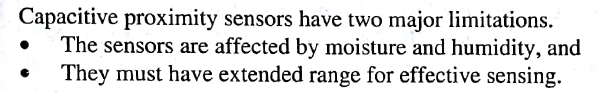 Capacitive proximity sensors have two major limitations.
• The sensors are affected by moisture and humidity, and
• They must have extended range for effective sensing.